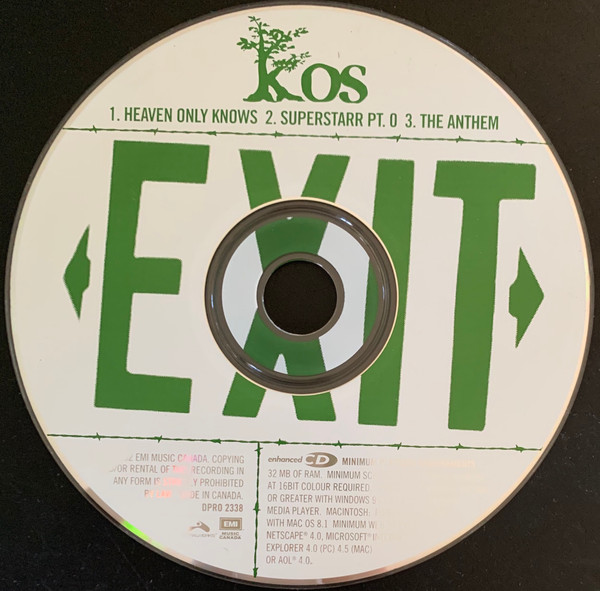 kOS
1. HEAVEN ONLY KNOWS 2. SUPERSTARR PT. 0 3. THE ANTHEM
EXIT
EMI MUSIC CANADA. COPYING
OR RENTAL OF RECORDING IN
ANY FORM IS PROHIBITED
IN CANADA.
DPRO 2338
EMI
MUSIC
CANADA
enhanced CD MINIMUM
32 MB OF RAM. MINIMUM
AT 16BIT COLOUR REQUIRED
OR GREATER WITH WINDOWS
MEDIA PLAYER. MACINTOSH.
WITH MAC OS 8.1 MINIMUM
NETSCAPE® 4.0, MICROSOFT®
EXPLORER 4.0 (PC) 4.5 (MAC)
OR AOL® 4.0.